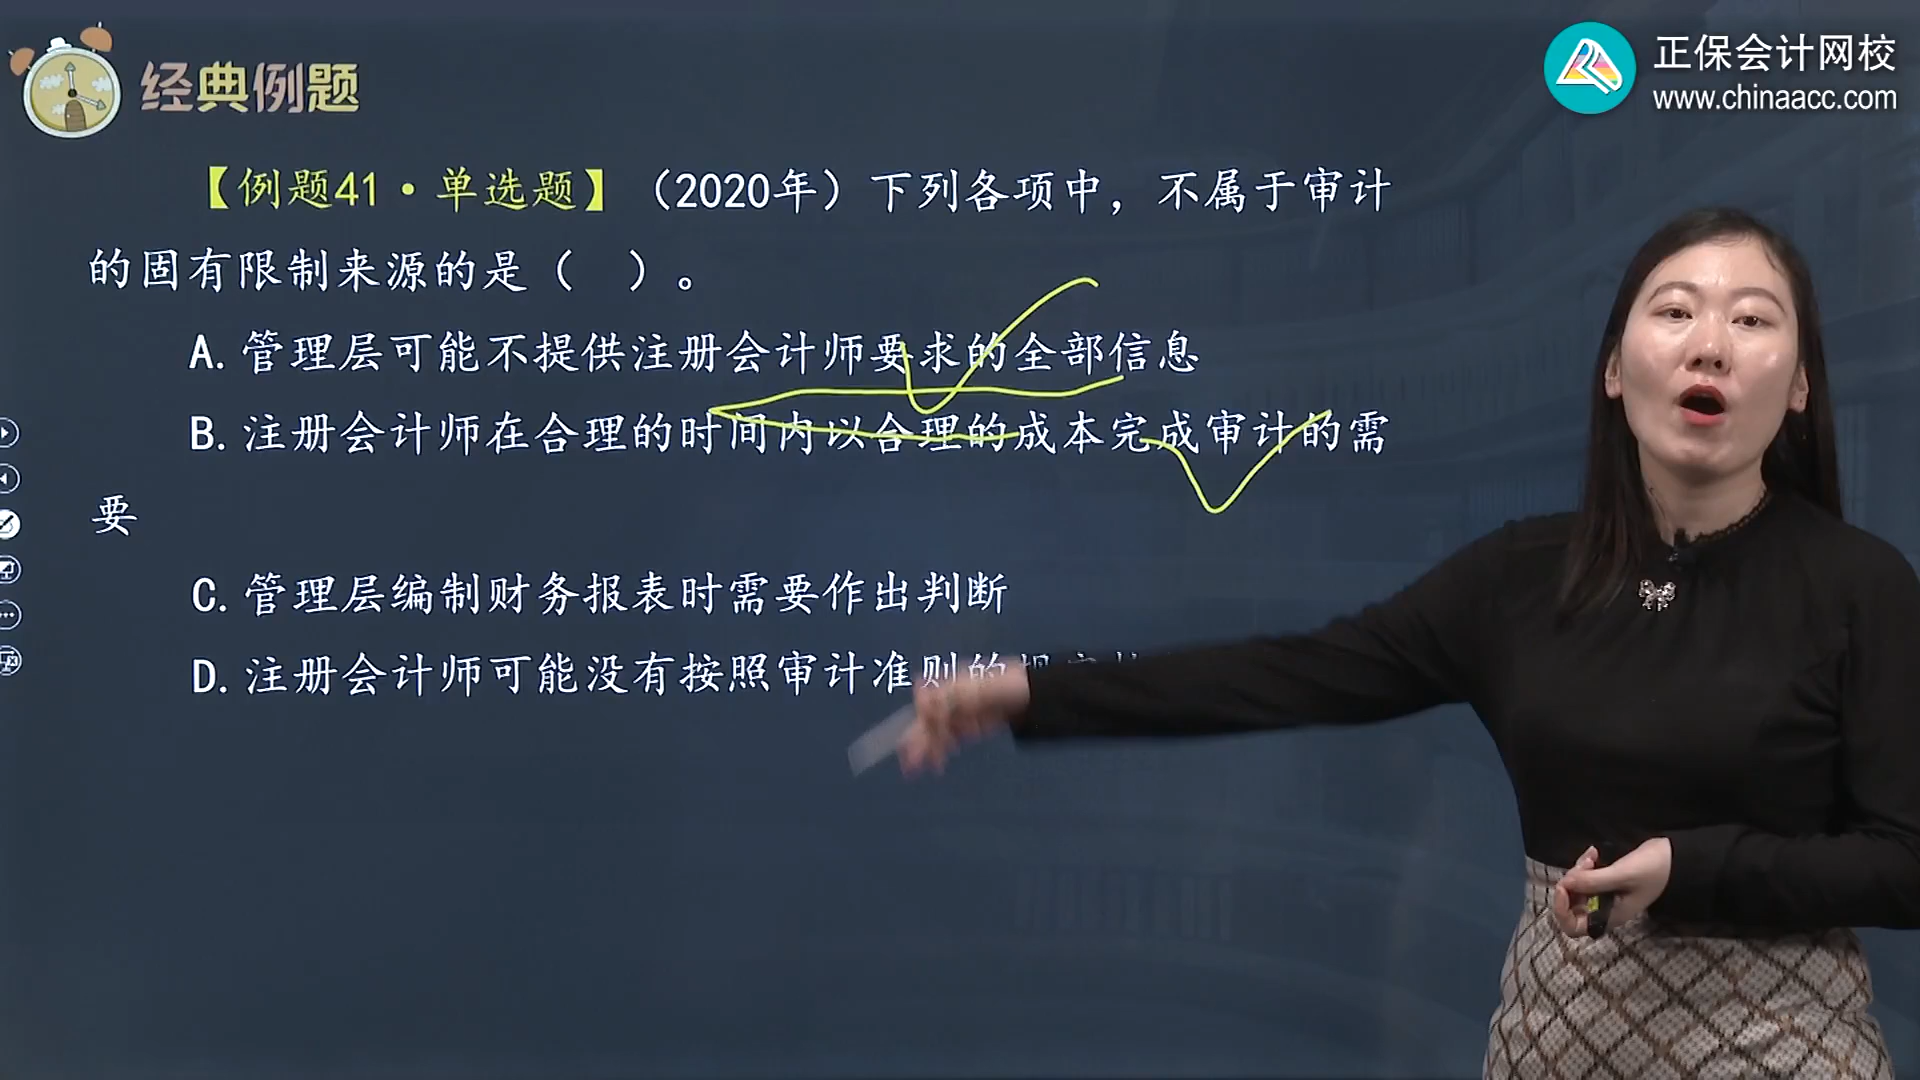 经典例题
正保会计网校
www.chinaacc.com
【例题41·单选题】（2020年）下列各项中，不属于审计
的固有限制来源的是（　）。
A.管理层可能不提供注册会计师要求的全部信息
B.注册会计师在合理的时间内以合理的成本完成审计的需
要
C.管理层编制财务报表时需要作出判断
D.注册会计师可能没有按照审计准则的